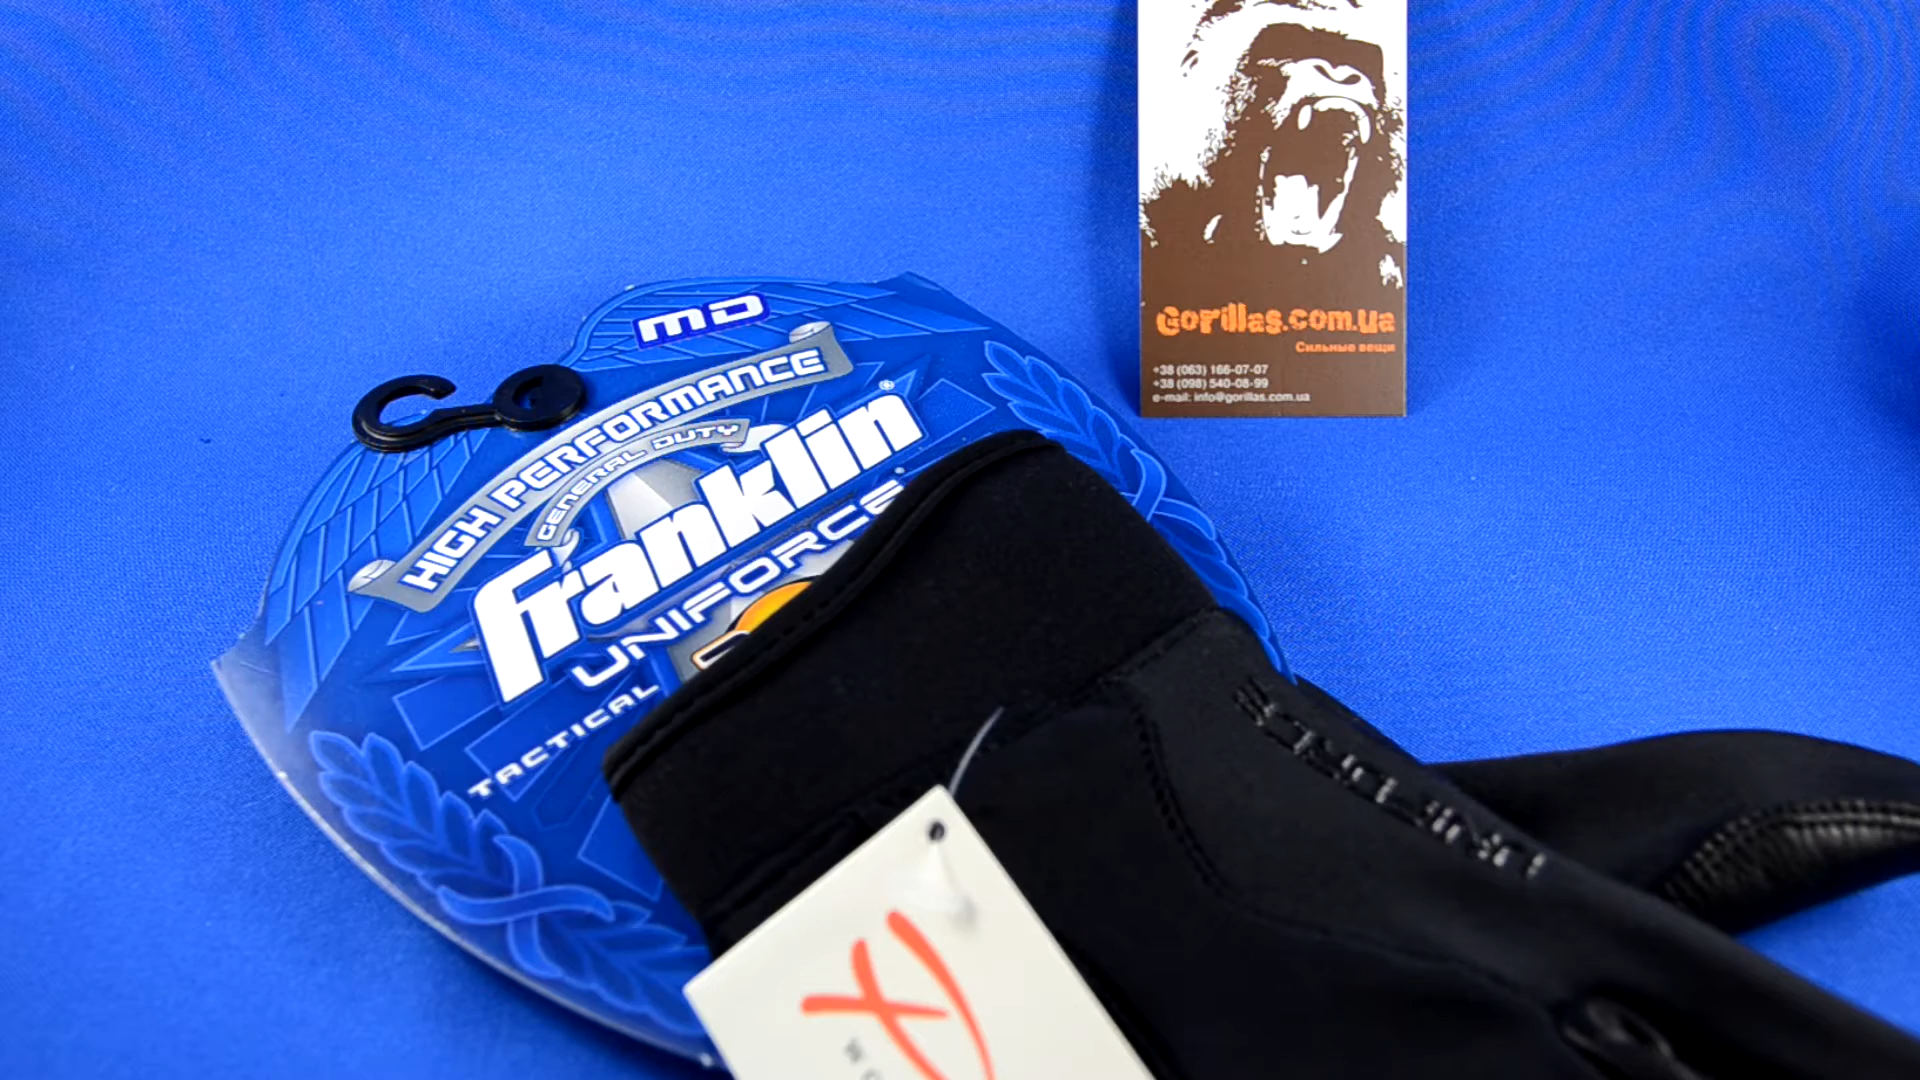 MD
HIGH PERFORMANCE
GENERAL DUTY
Franklin®
UNIFORCE
TACTICAL
UNIFORCE
Gorillas.com.ua
Сильные вещи
+38 (063) 166-07-07
+38 (098) 540-08-99
e-mail: info@gorillas.com.ua